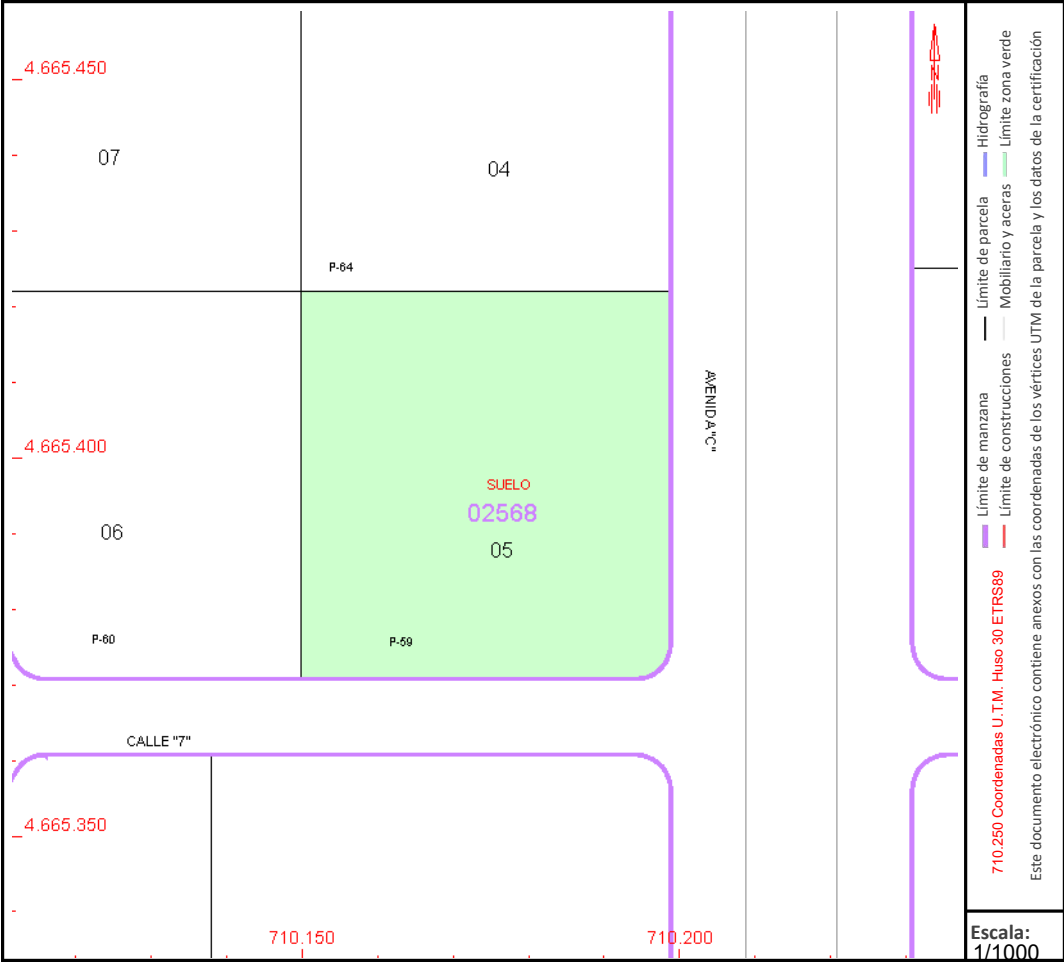 4.665.450
07
04
P-64
AVENIDA "C"
4.665.400
SUELO
02568
06
05
P-60
P-59
CALLE "7"
4.665.350
710.150
710.200
N
710.250 Coordenadas U.T.M. Huso 30 ETRS89
Límite de manzana
Límite de parcela
Hidrografía
Límite de construcciones
Mobiliario y aceras
Límite zona verde
Este documento electrónico contiene anexos con las coordenadas de los vértices UTM de la parcela y los datos de la certificación
Escala:
1/1000